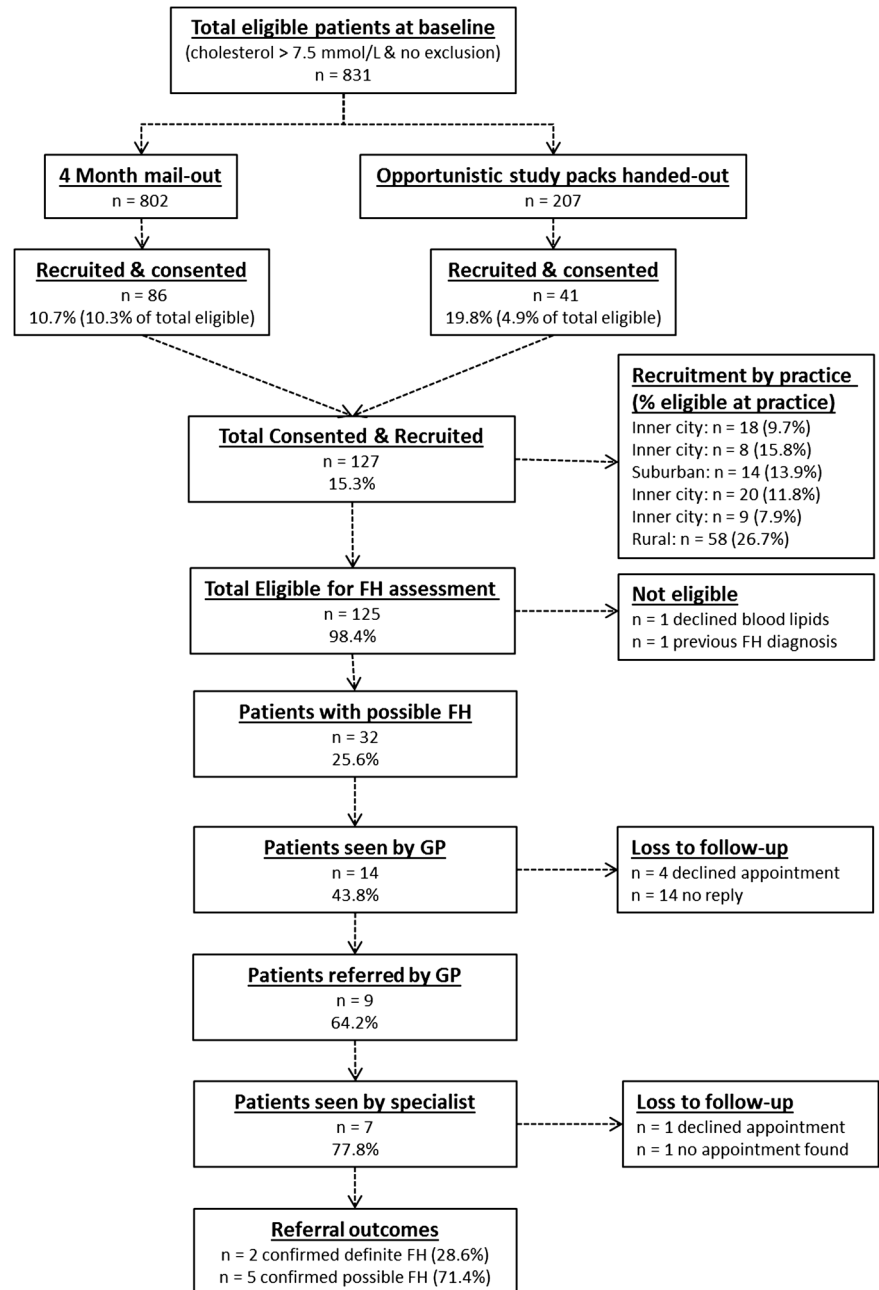 Total eligible patients at baseline
(cholesterol > 7.5 mmol/L & no exclusion)
n = 831
4 Month mail-out
n = 802
Opportunistic study packs handed-out
n = 207
Recruited & consented
n = 86
10.7% (10.3% of total eligible)
Recruited & consented
n = 41
19.8% (4.9% of total eligible)
Total Consented & Recruited
n = 127
15.3%
Recruitment by practice
(% eligible at practice)
Inner city: n = 18 (9.7%)
Inner city: n = 8 (15.8%)
Suburban: n = 14 (13.9%)
Inner city: n = 20 (11.8%)
Inner city: n = 9 (7.9%)
Rural: n = 58 (26.7%)
Total Eligible for FH assessment
n = 125
98.4%
Not eligible
n = 1 declined blood lipids
n = 1 previous FH diagnosis
Patients with possible FH
n = 32
25.6%
Patients seen by GP
n = 14
43.8%
Loss to follow-up
n = 4 declined appointment
n = 14 no reply
Patients referred by GP
n = 9
64.2%
Patients seen by specialist
n = 7
77.8%
Loss to follow-up
n = 1 declined appointment
n = 1 no appointment found
Referral outcomes
n = 2 confirmed definite FH (28.6%)
n = 5 confirmed possible FH (71.4%)